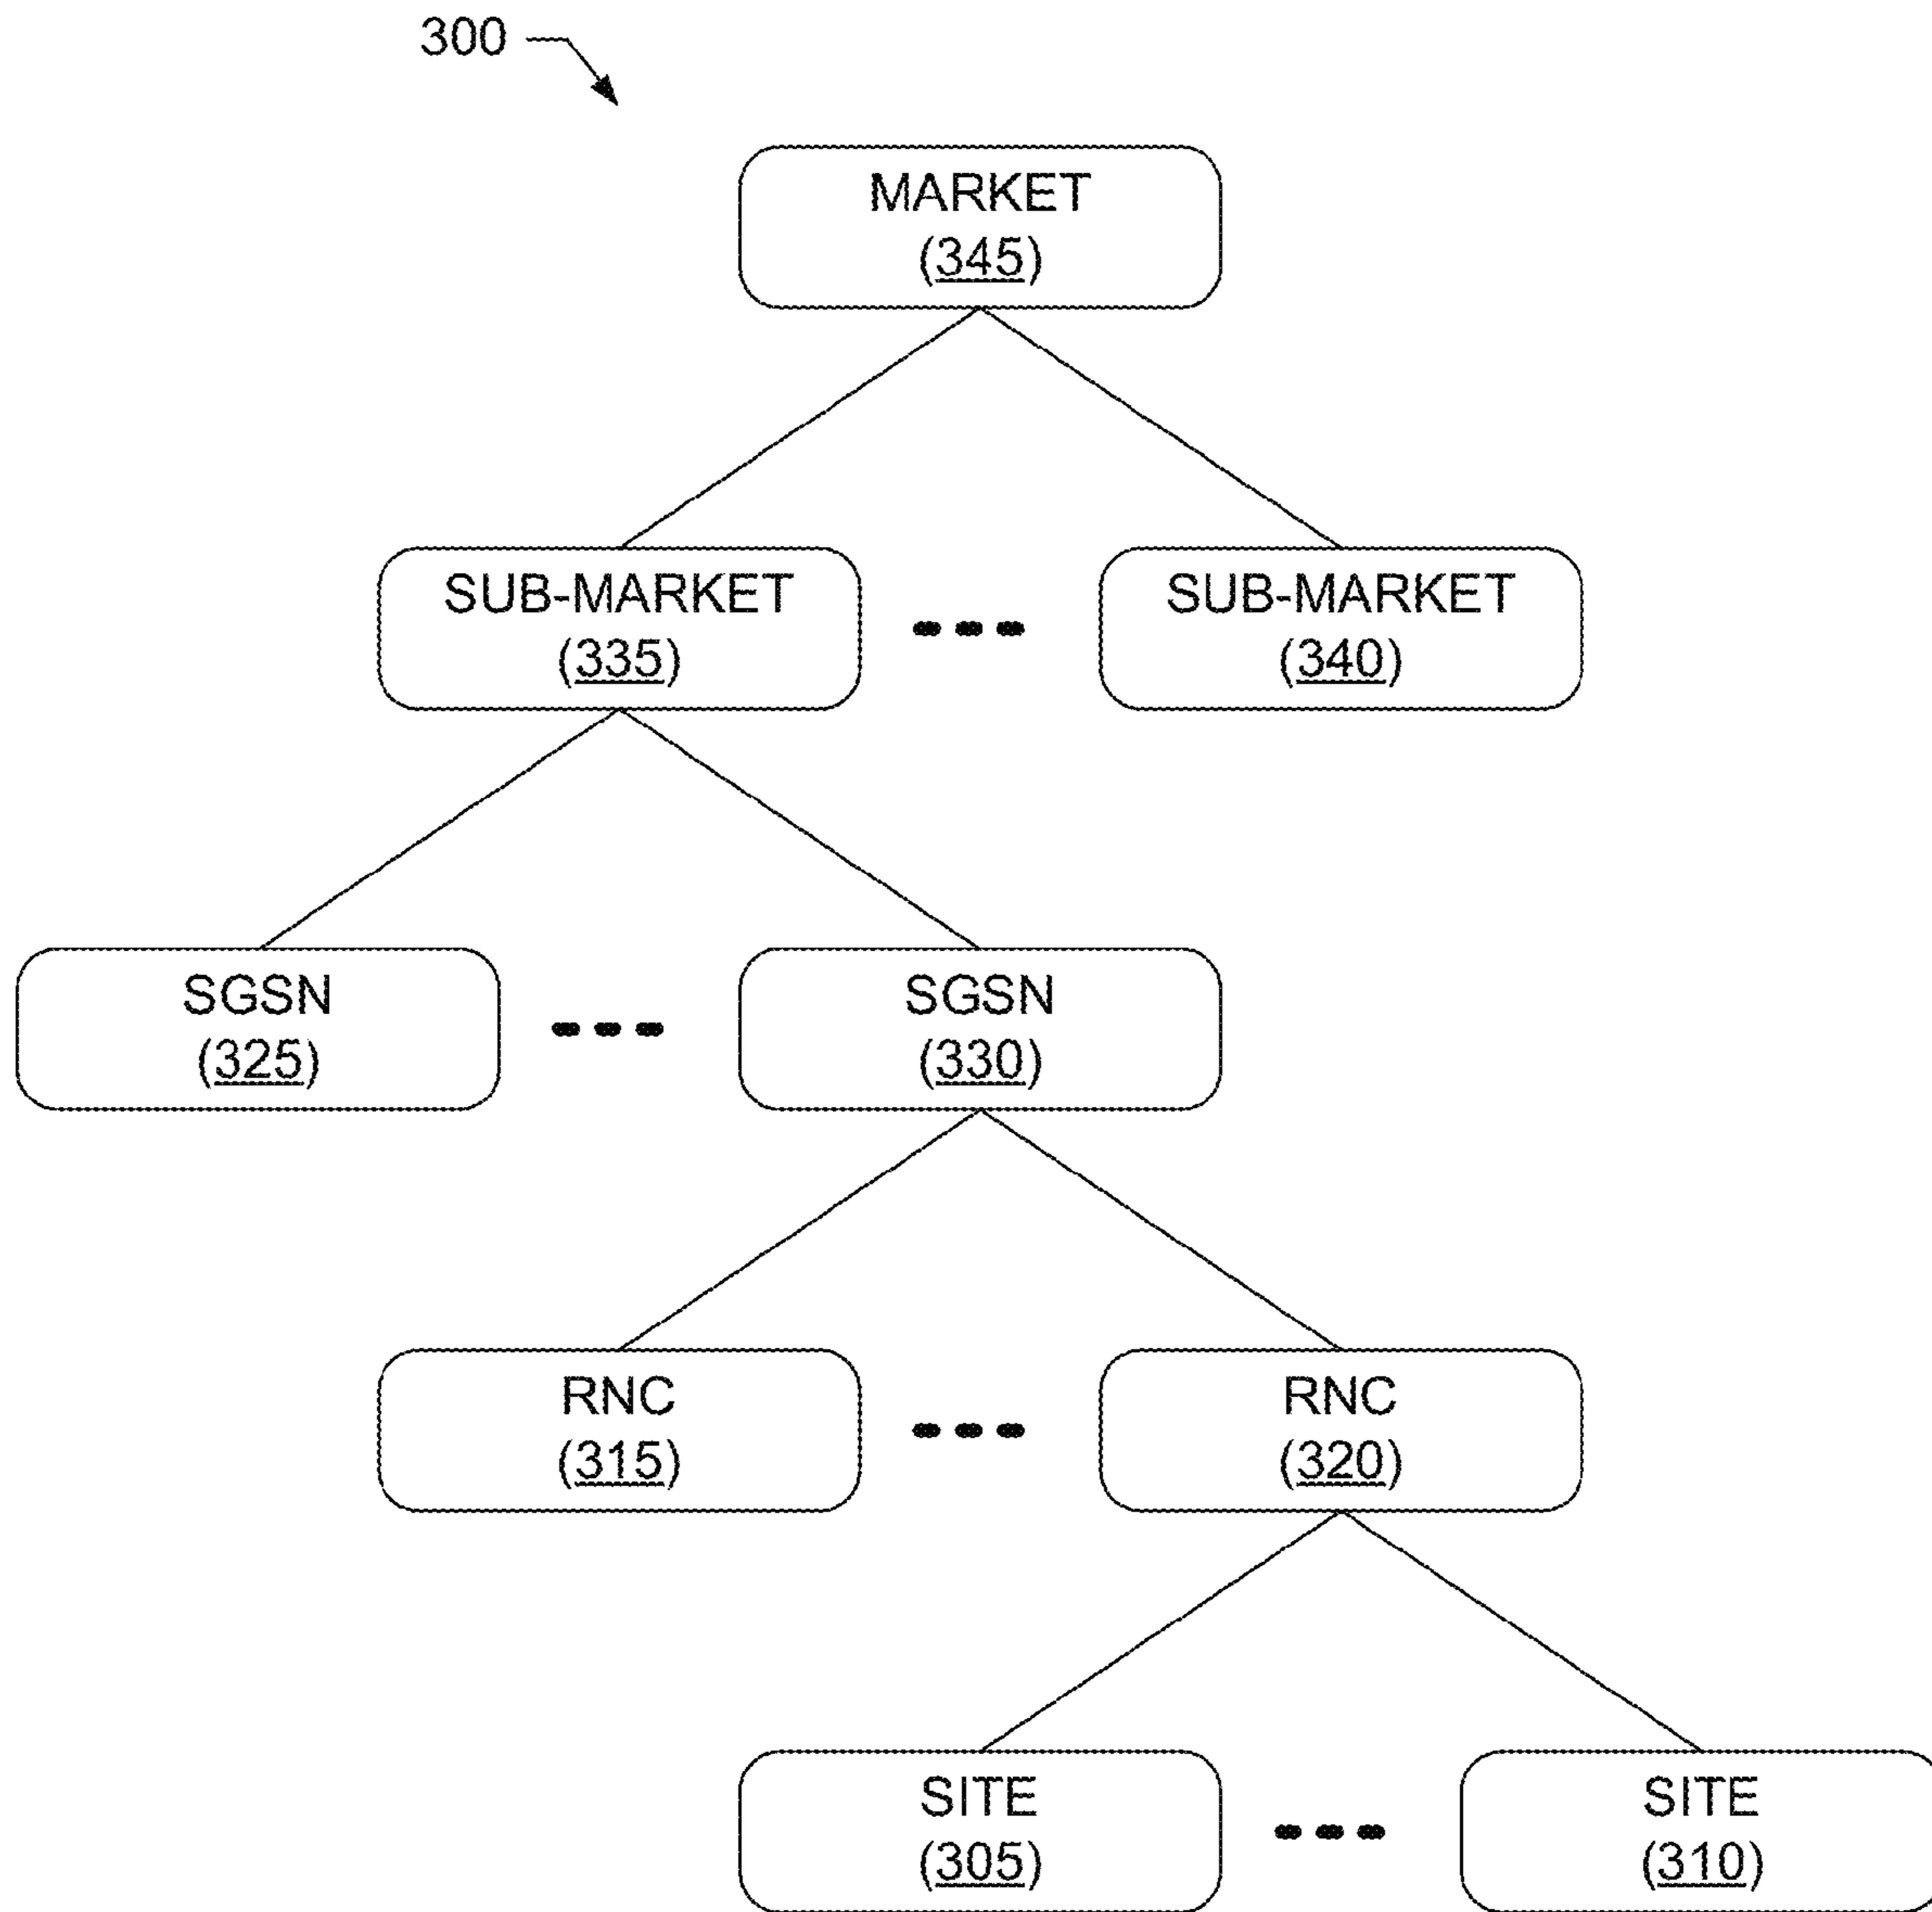 300
MARKET
(345)
SUB-MARKET
(335)
SUB-MARKET
(340)
SGSN
(325)
SGSN
(330)
RNC
(315)
RNC
(320)
SITE
(305)
SITE
(310)